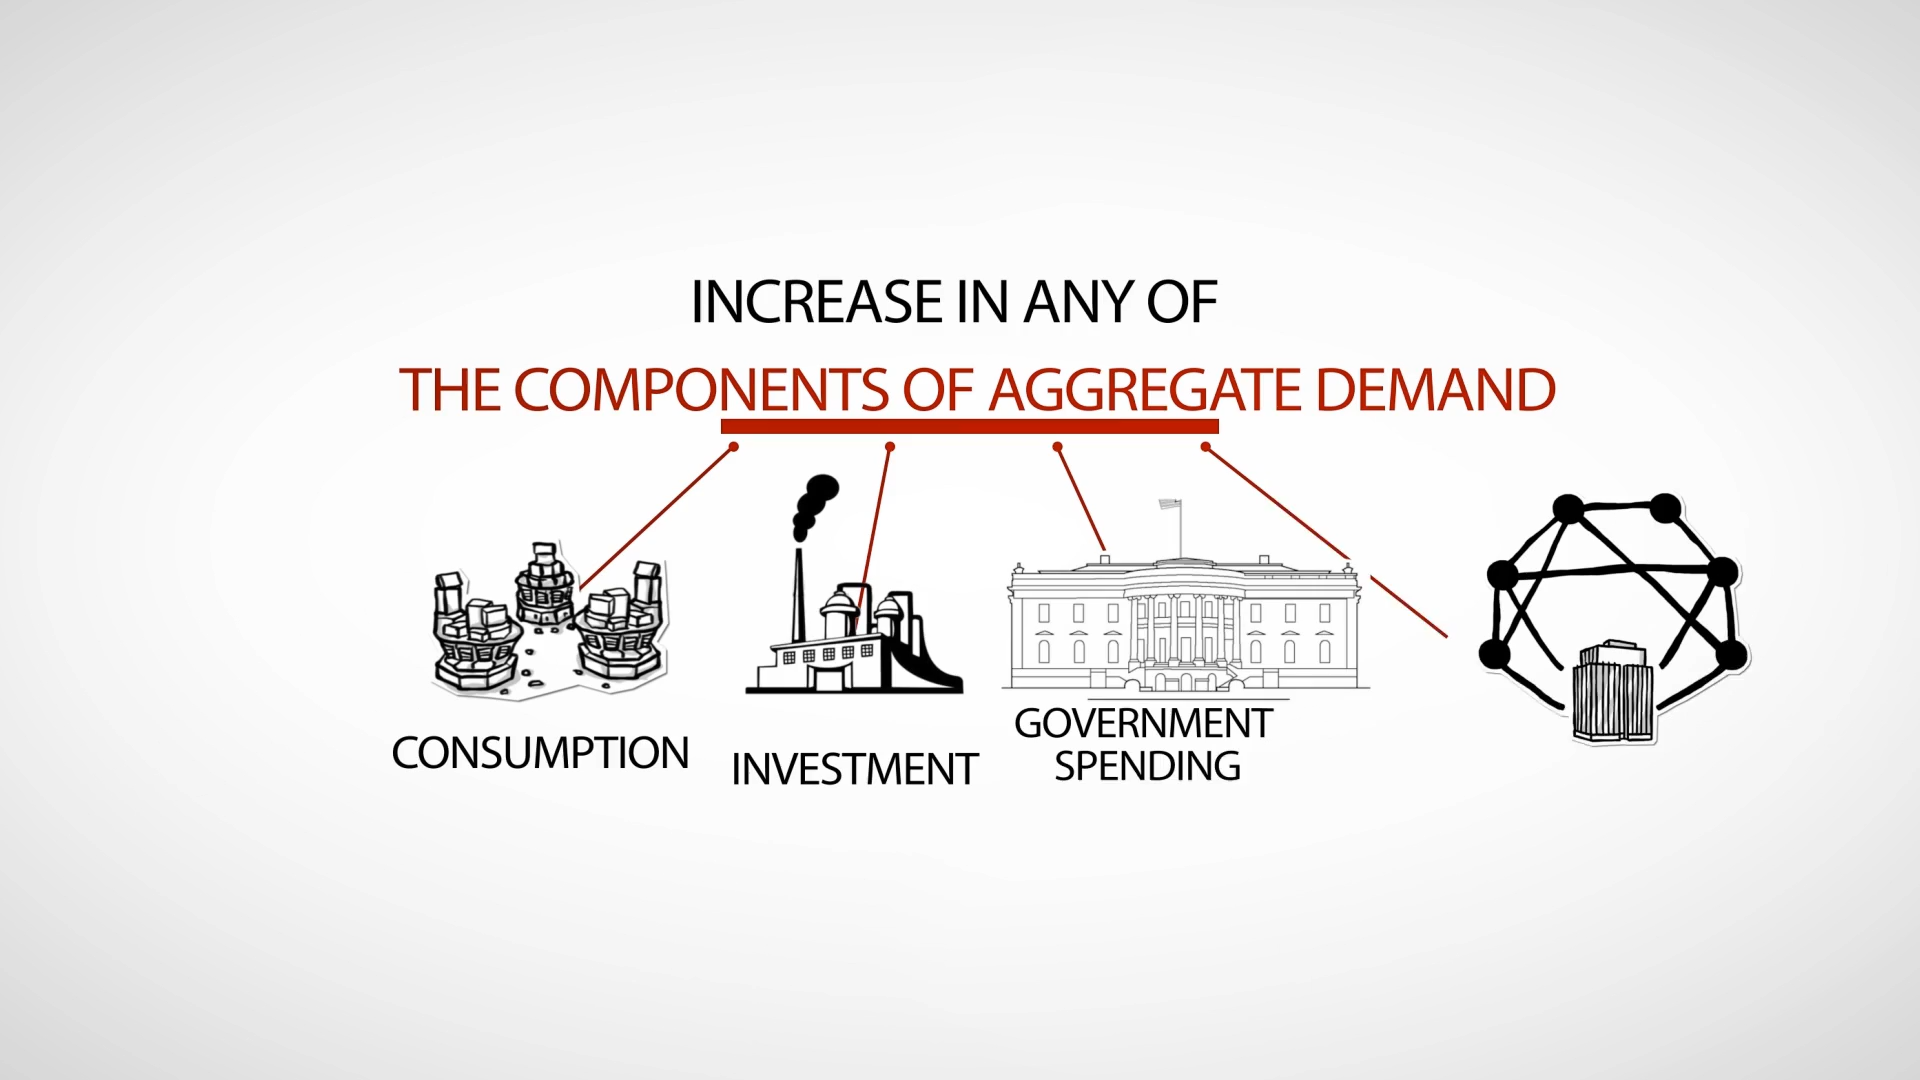 INCREASE IN ANY OF
THE COMPONENTS OF AGGREGATE DEMAND
CONSUMPTION
INVESTMENT
GOVERNMENT
SPENDING